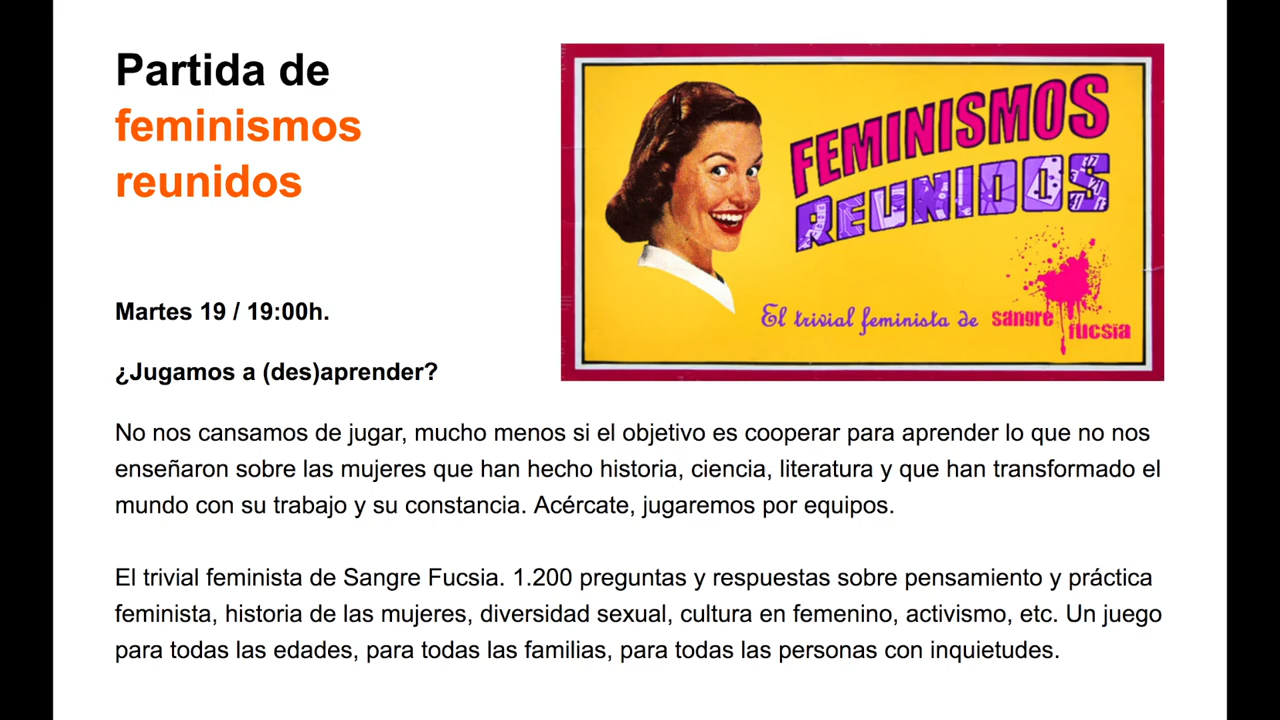 Partida de
feminismos
reunidos
FEMINISMOS
REUNIDOS
El trivial feminista de sangre fucsia
Martes 19 / 19:00h.
¿Jugamos a (des)aprender?
No nos cansamos de jugar, mucho menos si el objetivo es cooperar para aprender lo que no nos
enseñaron sobre las mujeres que han hecho historia, ciencia, literatura y que han transformado el
mundo con su trabajo y su constancia. Acércate, jugaremos por equipos.
El trivial feminista de Sangre Fucsia. 1.200 preguntas y respuestas sobre pensamiento y práctica
feminista, historia de las mujeres, diversidad sexual, cultura en femenino, activismo, etc. Un juego
para todas las edades, para todas las familias, para todas las personas con inquietudes.